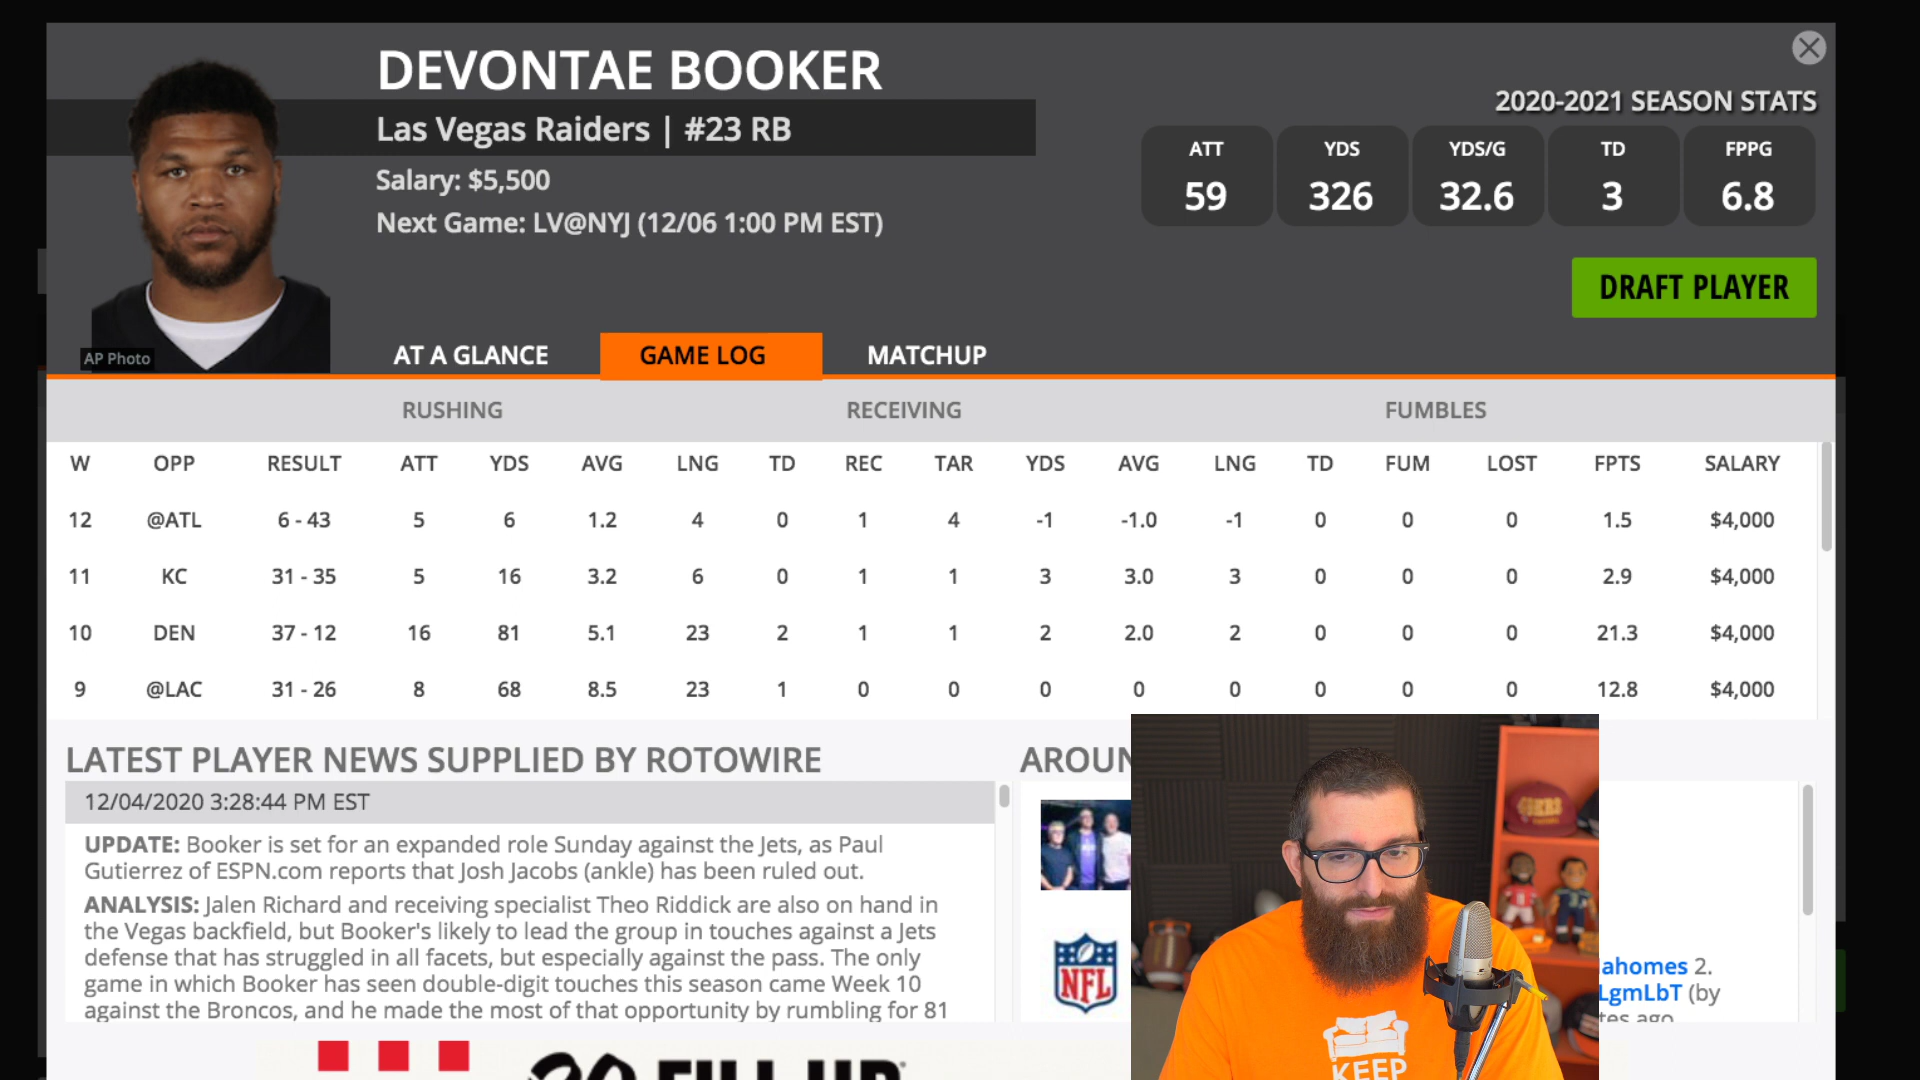 DEVONTAE BOOKER
Las Vegas Raiders | #23 RB
Salary: $5,500
Next Game: LV@NYJ (12/06 1:00 PM EST)
AP Photo
2020-2021 SEASON STATS
ATT YDS YDS/G TD FPPG
59 326 32.6 3 6.8
DRAFT PLAYER
AT A GLANCE GAME LOG MATCHUP
RUSHING RECEIVING FUMBLES
W OPP RESULT ATT YDS AVG LNG TD REC TAR YDS AVG LNG TD FUM LOST FPTS SALARY
12 @ATL 6 - 43 5 6 1.2 4 0 1 4 -1 -1.0 -1 0 0 0 1.5 $4,000
11 KC 31 - 35 5 16 3.2 6 0 1 1 3 3.0 3 0 0 0 2.9 $4,000
10 DEN 37 - 12 16 81 5.1 23 2 1 1 2 2.0 2 0 0 0 21.3 $4,000
9 @LAC 31 - 26 8 68 8.5 23 1 0 0 0 0 0 0 0 0 12.8 $4,000
LATEST PLAYER NEWS SUPPLIED BY ROTOWIRE
12/04/2020 3:28:44 PM EST
UPDATE: Booker is set for an expanded role Sunday against the Jets, as Paul
Gutierrez of ESPN.com reports that Josh Jacobs (ankle) has been ruled out.
ANALYSIS: Jalen Richard and receiving specialist Theo Riddick are also on hand in
the Vegas backfield, but Booker's likely to lead the group in touches against a Jets
defense that has struggled in all facets, but especially against the pass. The only
game in which Booker has seen double-digit touches this season came Week 10
against the Broncos, and he made the most of that opportunity by rumbling for 81
AROUN
NFL
ahomes 2.
LgmLbT (by
tes ago
KEEP
FILL UP